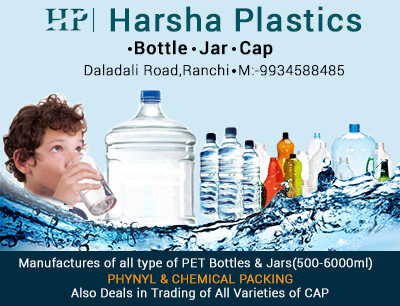 HP | Harsha Plastics
•Bottle•Jar•Cap
Daladali Road,Ranchi•M:-9934588485
Manufactures of all type of PET Bottles & Jars(500-6000ml)
PHYNYL & CHEMICAL PACKING
Also Deals in Trading of All Varieties of CAP